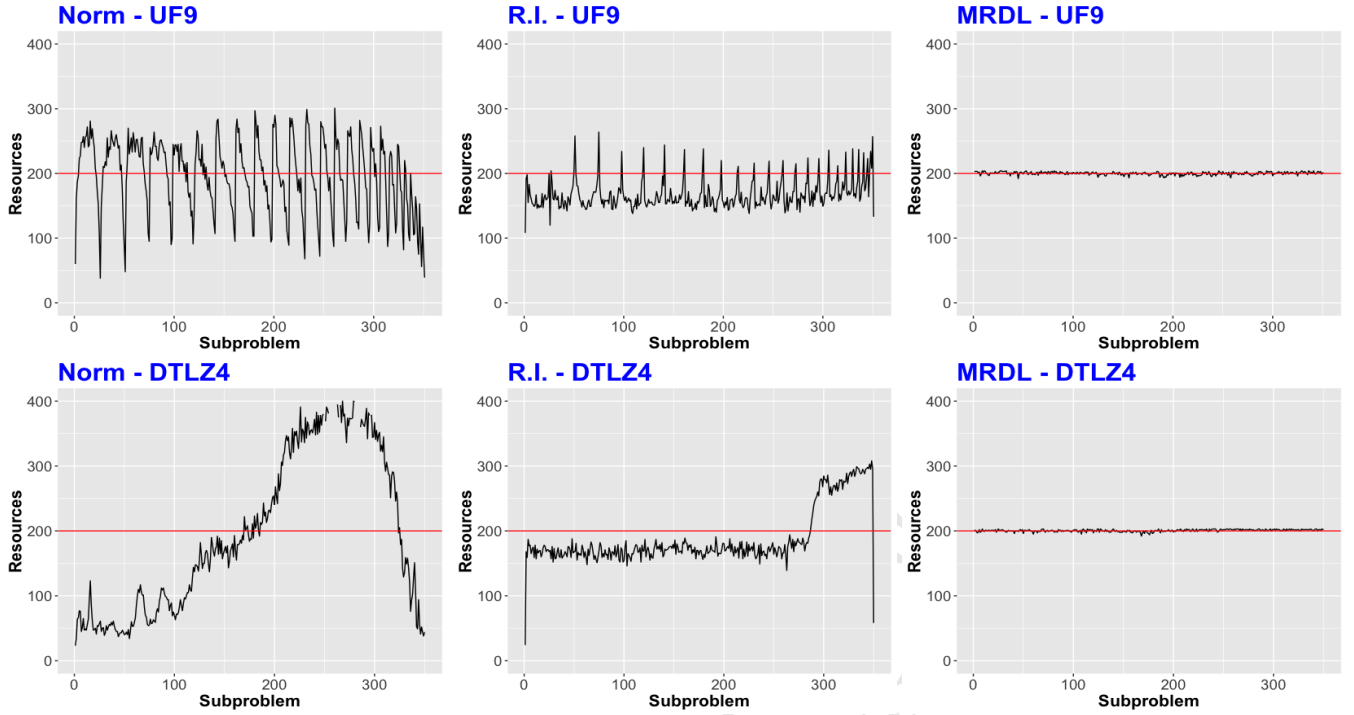 Norm - UF9
400
300
200
100
0
Resources
0 100 200 300
Subproblem
R.I. - UF9
400
300
200
100
0
Resources
0 100 200 300
Subproblem
MRDL - UF9
400
300
200
100
0
Resources
0 100 200 300
Subproblem
Norm - DTLZ4
400
300
200
100
0
Resources
0 100 200 300
Subproblem
R.I. - DTLZ4
400
300
200
100
0
Resources
0 100 200 300
Subproblem
MRDL - DTLZ4
400
300
200
100
0
Resources
0 100 200 300
Subproblem